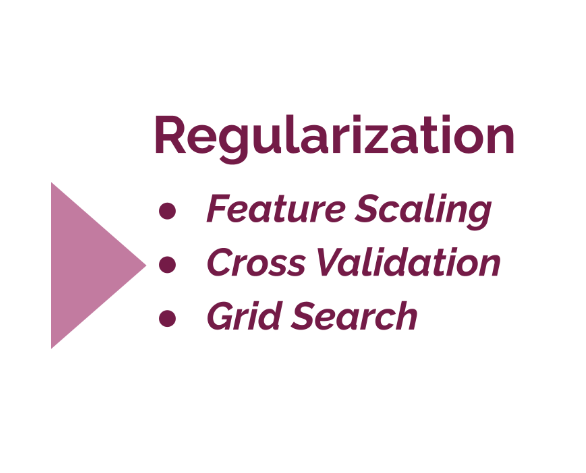 Regularization
● Feature Scaling
● Cross Validation
● Grid Search